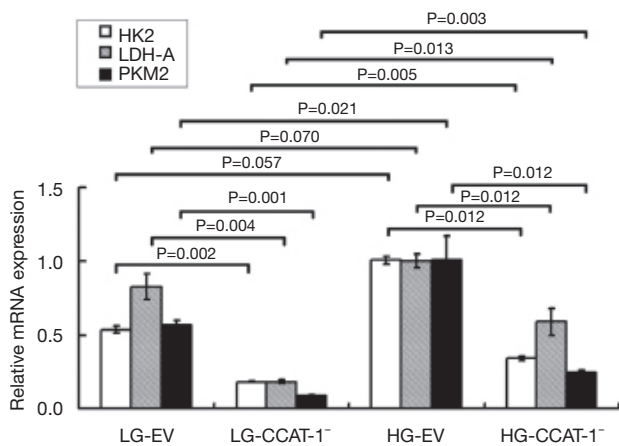 HK2
LDH-A
PKM2
P=0.003
P=0.013
P=0.005
P=0.021
P=0.070
P=0.057
P=0.001
P=0.004
P=0.002
P=0.012
P=0.012
P=0.012
Relative mRNA expression
1.5
1.0
0.5
0.0
LG-EV
LG-CCAT-1⁻
HG-EV
HG-CCAT-1⁻